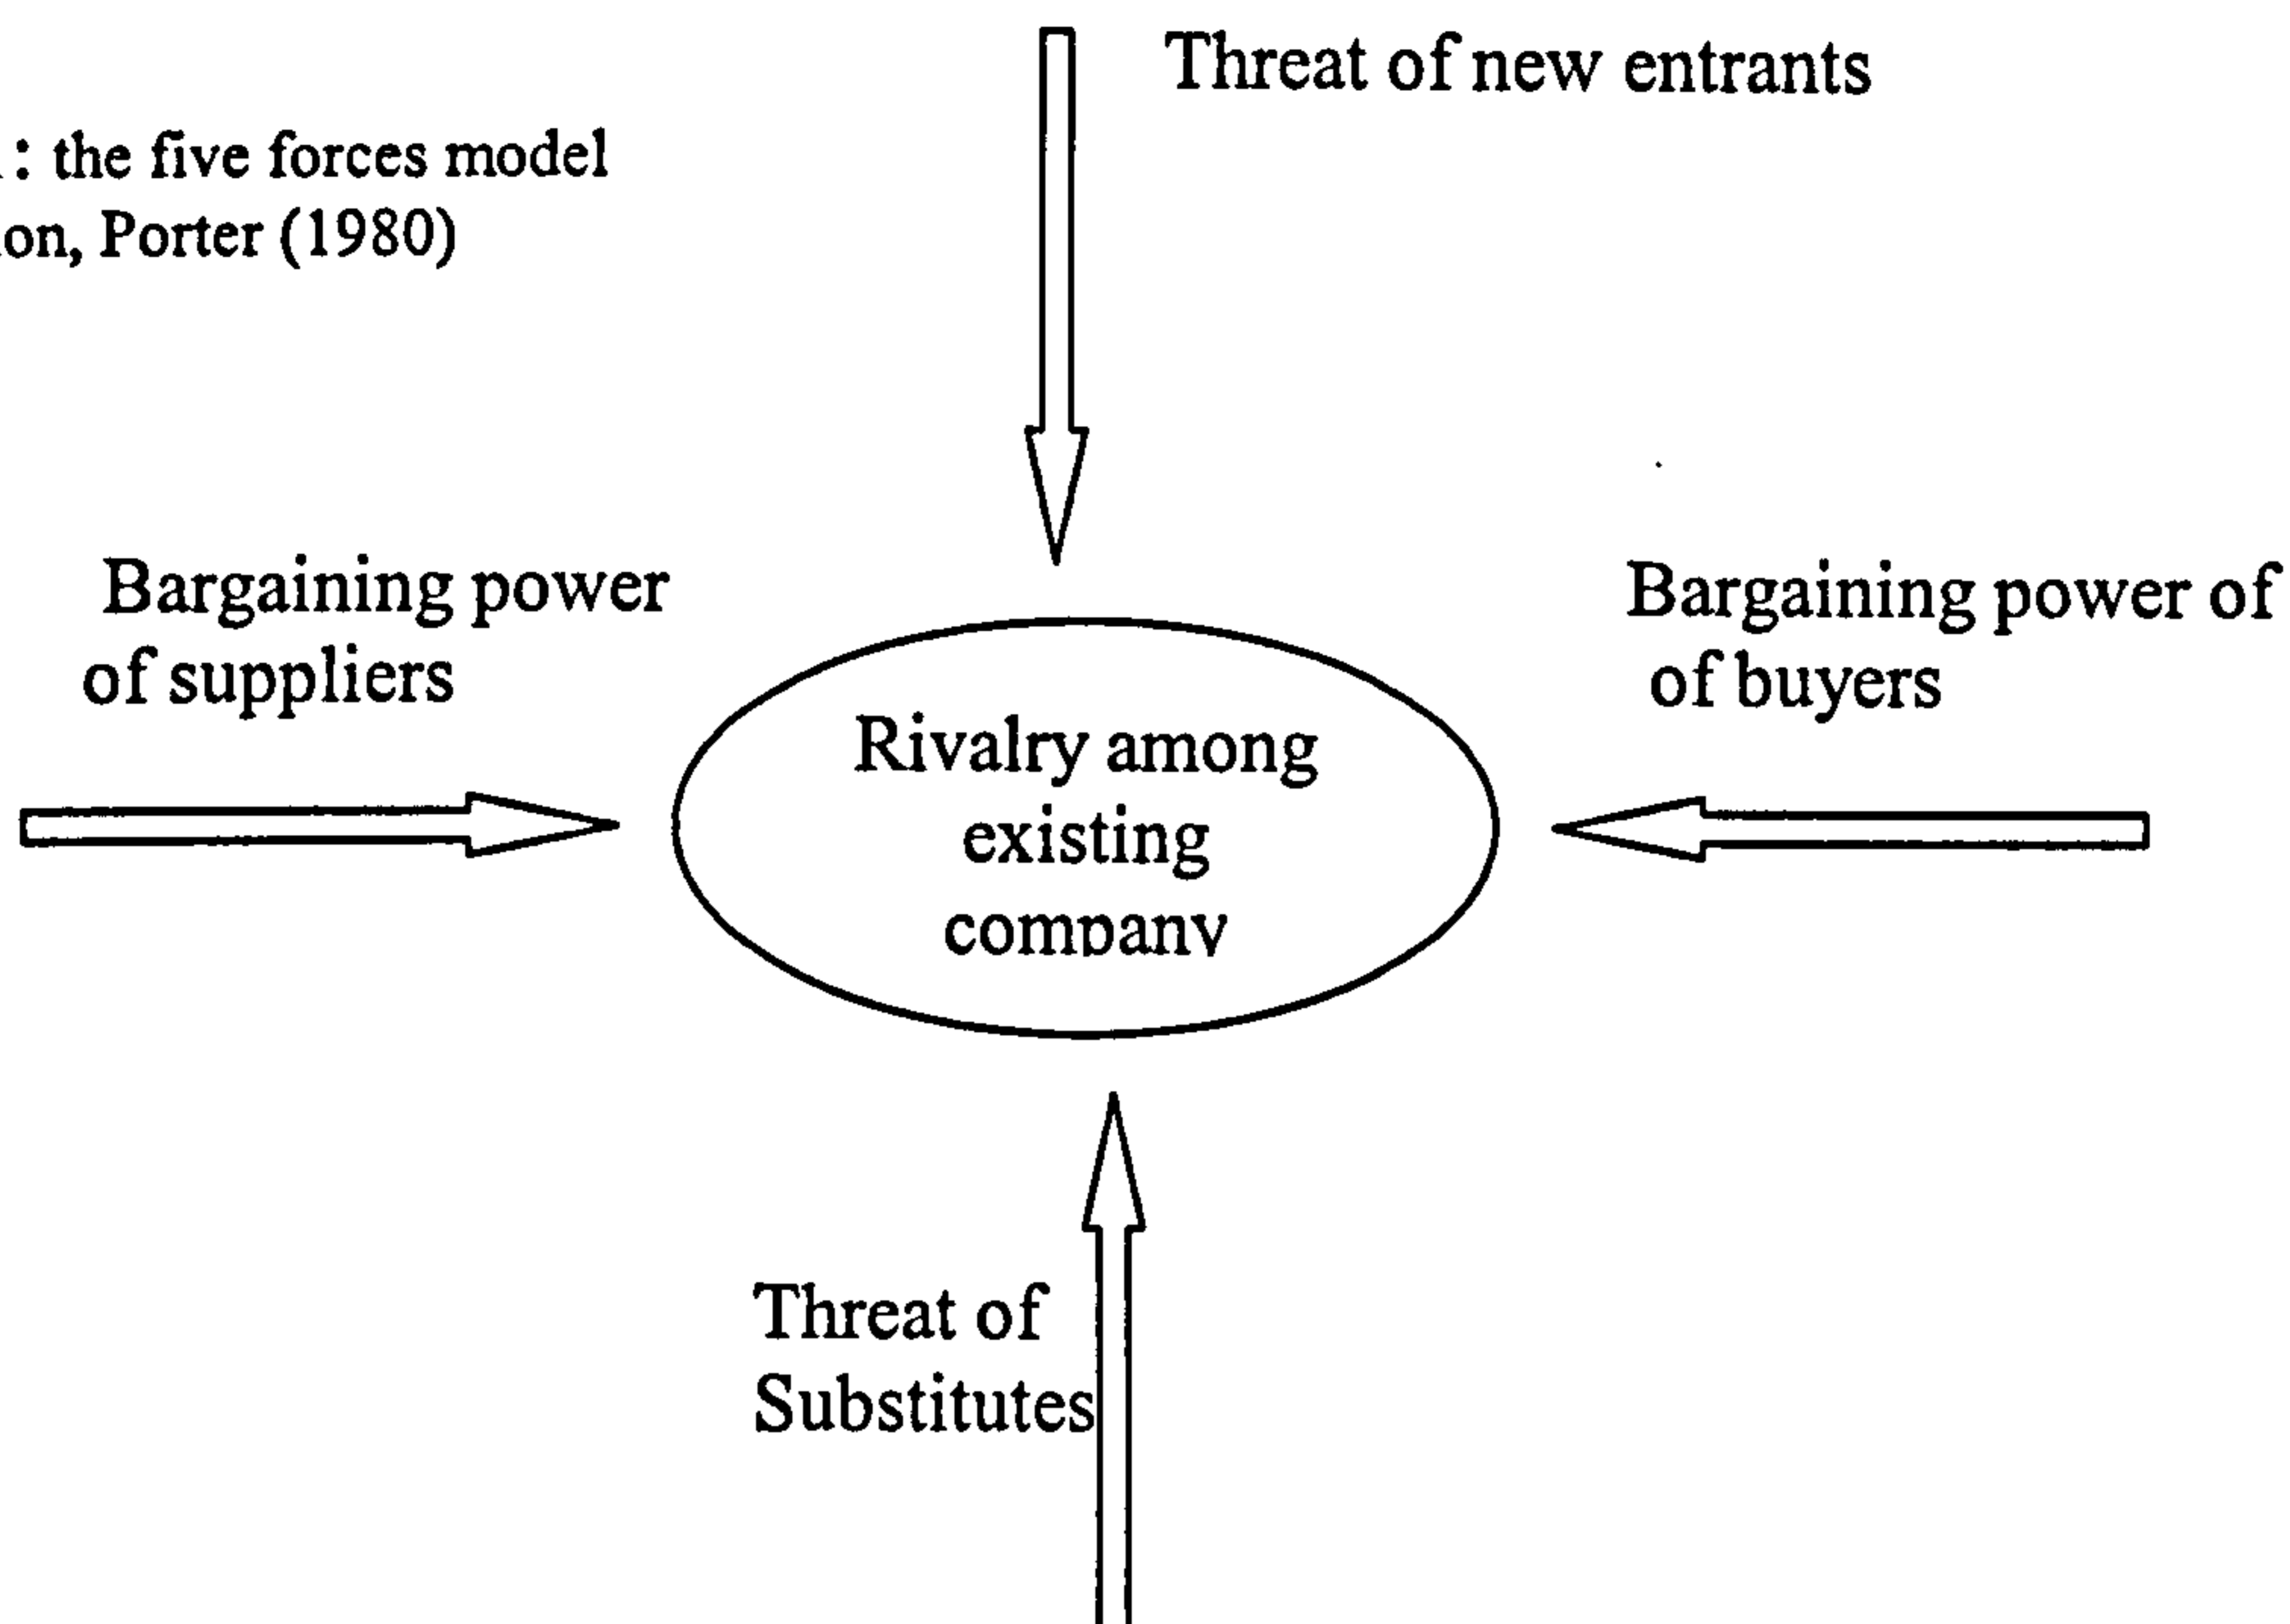 Threat of new entrants
: the five forces model
on, Porter (1980)
Bargaining power
of suppliers
Bargaining power of
of buyers
Rivalry among
existing
company
Threat of
Substitutes